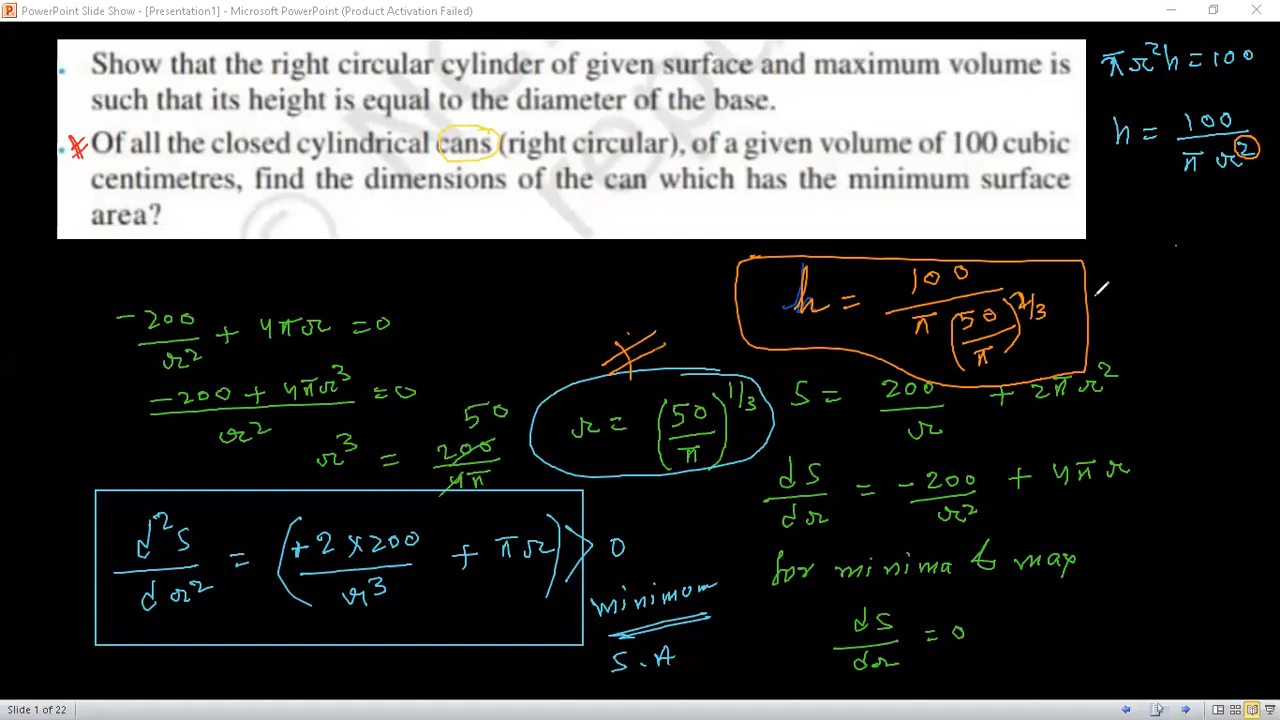 PowerPoint Slide Show - [Presentation1] - Microsoft PowerPoint (Product Activation Failed)
Show that the right circular cylinder of given surface and maximum volume is
such that its height is equal to the diameter of the base.
Of all the closed cylindrical cans (right circular), of a given volume of 100 cubic
centimetres, find the dimensions of the can which has the minimum surface
area?
πr²h = 100
h = 100/πr²
h = 100/π(50/π)^2/3
-200/r² + 4πr = 0
-200 + 4πr³/r² = 0
r³ = 200/4π 50
r = (50/π)^1/3
S = 200/r + 2πr²
dS/dr = -200/r² + 4πr
for minima & max
dS/dr = 0
d²S/dr² = (+2×200/r³ + πr) > 0
minimum
S.A
Slide 1 of 22